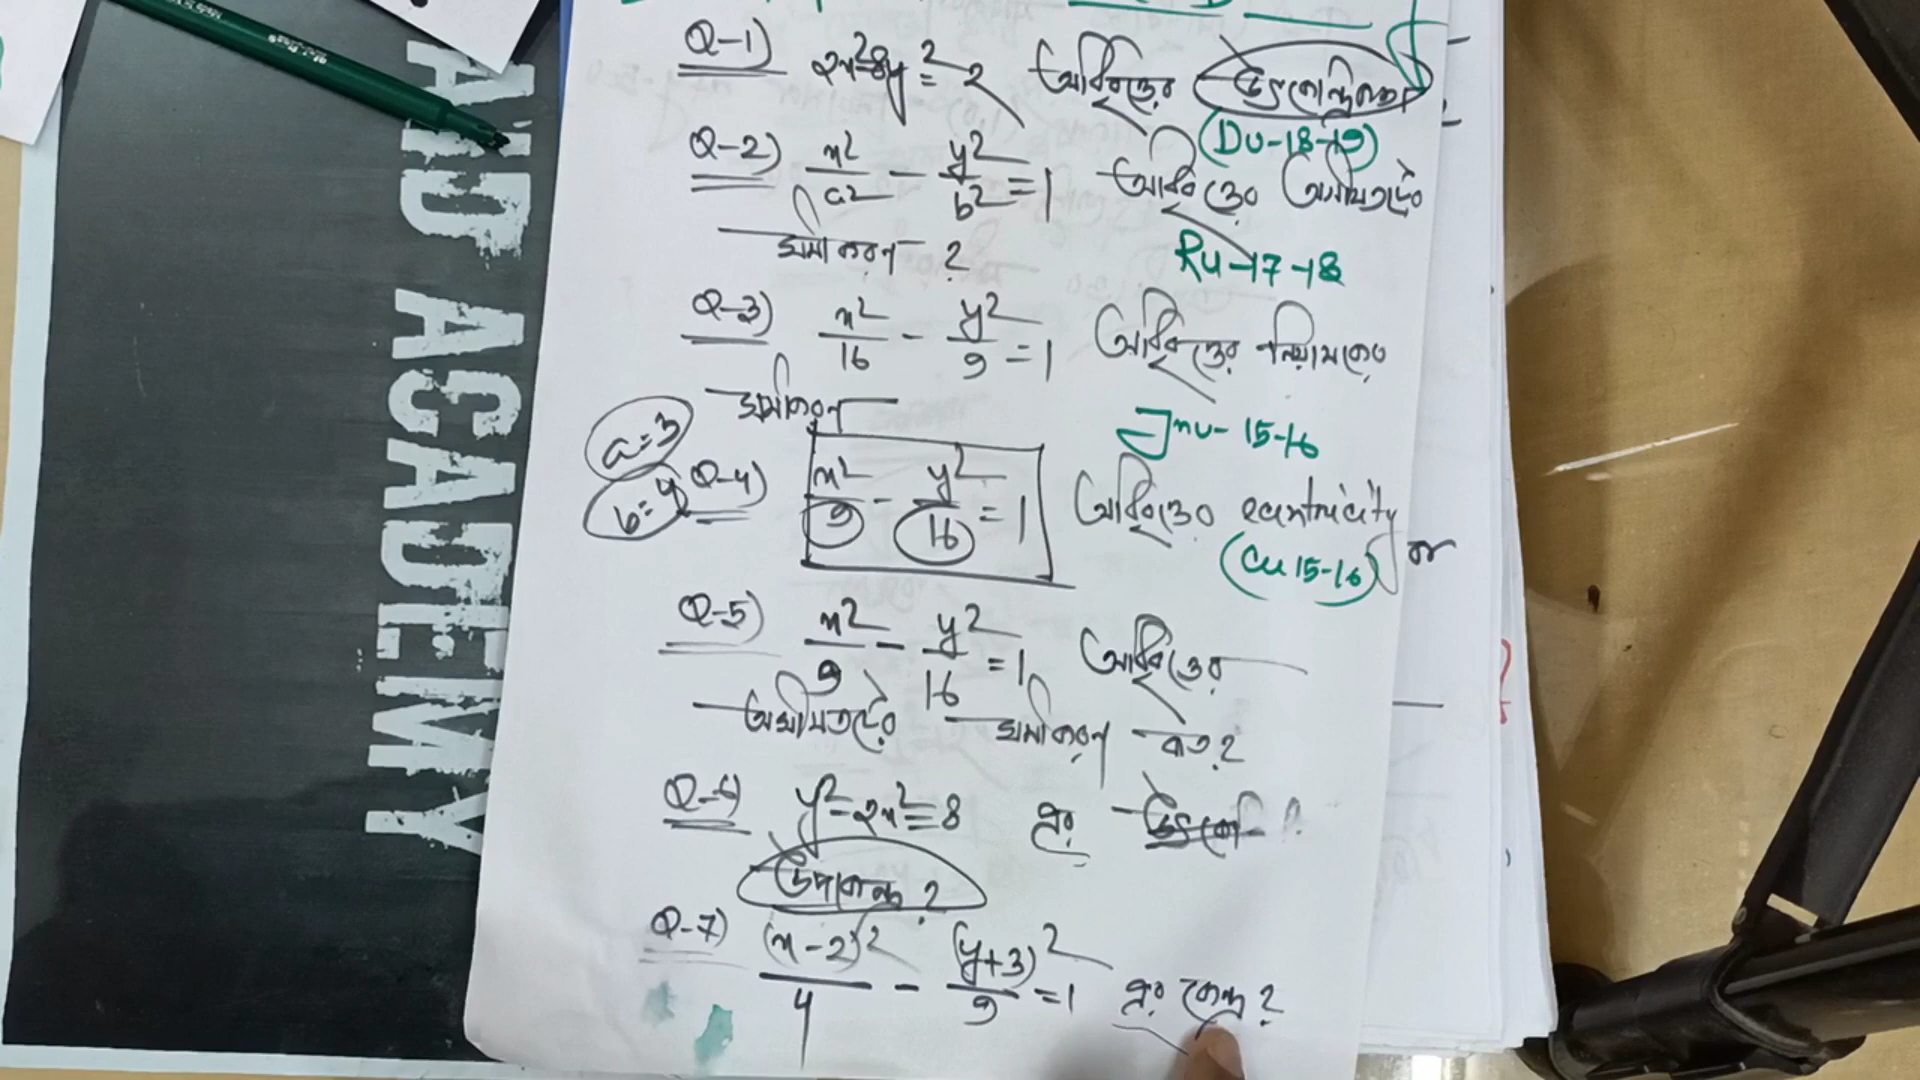 Q-1) 2x²-8y² = 2 অধিবৃত্তের উৎকেন্দ্রিকতা
(DU-18-19)
Q-2) x²/a² - y²/b² = 1 অধিবৃত্তের অসীমতটের
সমীকরণ ?
RU-17-18
Q-3) x²/16 - y²/9 = 1 অধিবৃত্তের নিয়ামকের
সমীকরণ
Jnu- 15-16
a=3
b=4
Q-4) x²/9 - y²/16 = 1 অধিবৃত্তের eccentricity
(CU 15-16) or
Q-5) x²/9 - y²/16 = 1 অধিবৃত্তের
অসীমতটের সমীকরণ কত?
Q-6) y²-2x² = 8 এর
উপকেন্দ্র ?
Q-7) (x-2)²/4 - (y+3)²/9 = 1 এর কেন্দ্র ?
AHD ACADEMY